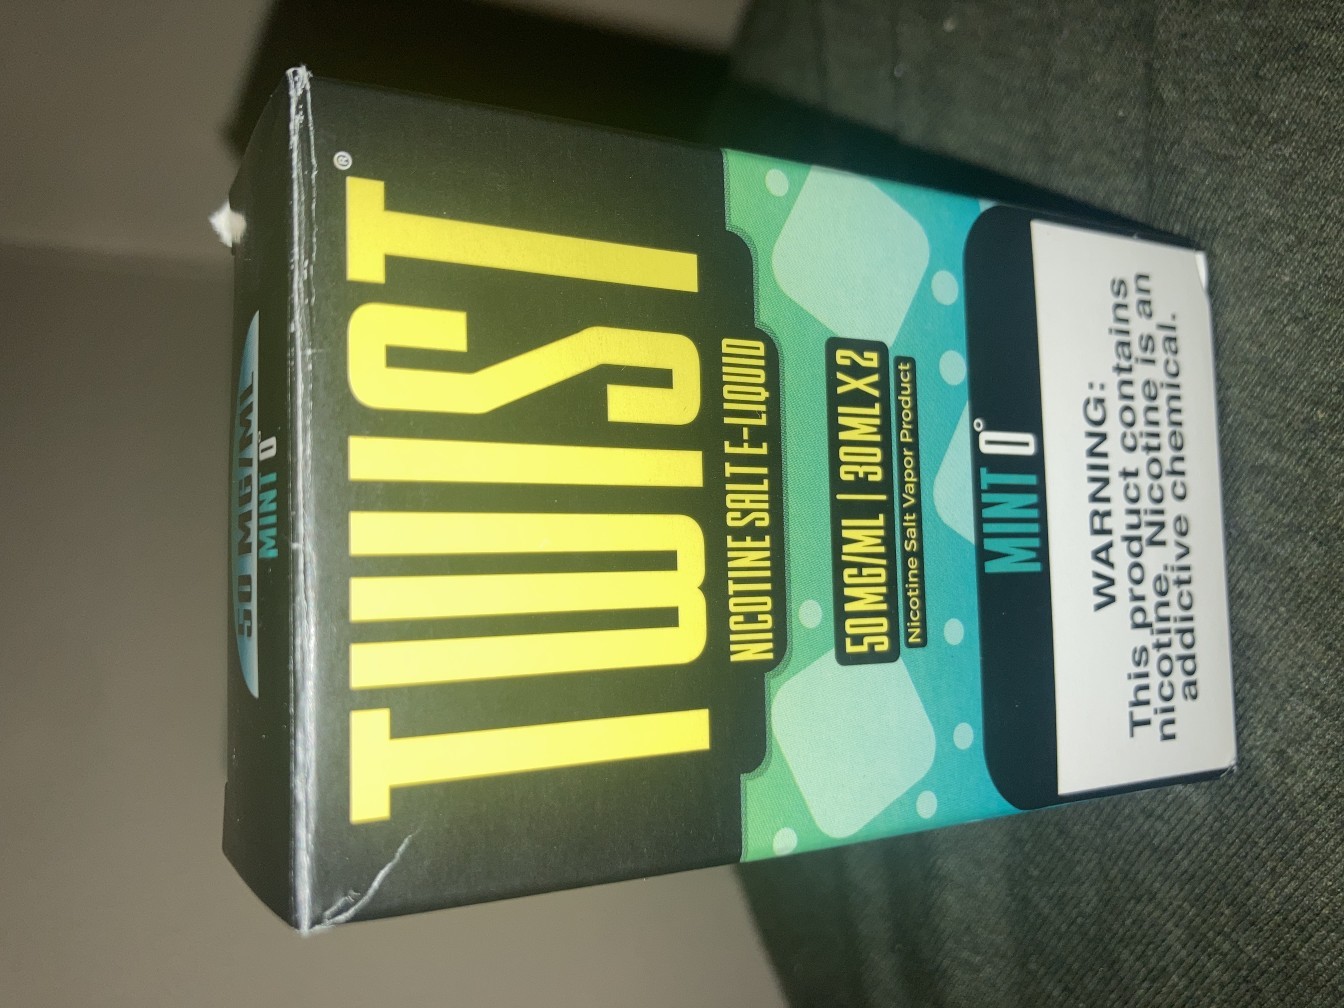 50 MG/ML
MINT 0°
TWIST®
NICOTINE SALT E-LIQUID
50 MG/ML | 30 ML X 2
Nicotine Salt Vapor Product
MINT 0°
WARNING:
This product contains
nicotine. Nicotine is an
addictive chemical.